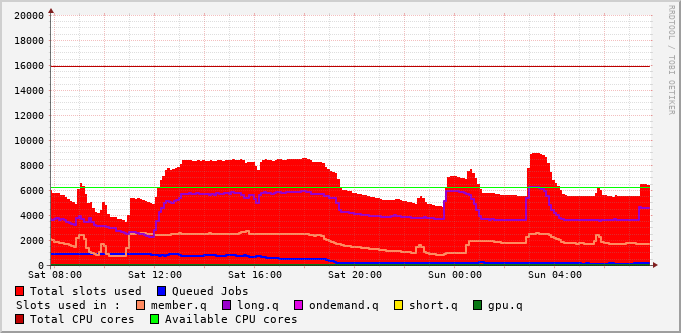 20000
18000
16000
14000
12000
10000
8000
6000
4000
2000
0
Sat 08:00 Sat 12:00 Sat 16:00 Sat 20:00 Sun 00:00 Sun 04:00
RRDTOOL / TOBI OETIKER
Total slots used Queued Jobs
Slots used in : member.q long.q ondemand.q short.q gpu.q
Total CPU cores Available CPU cores